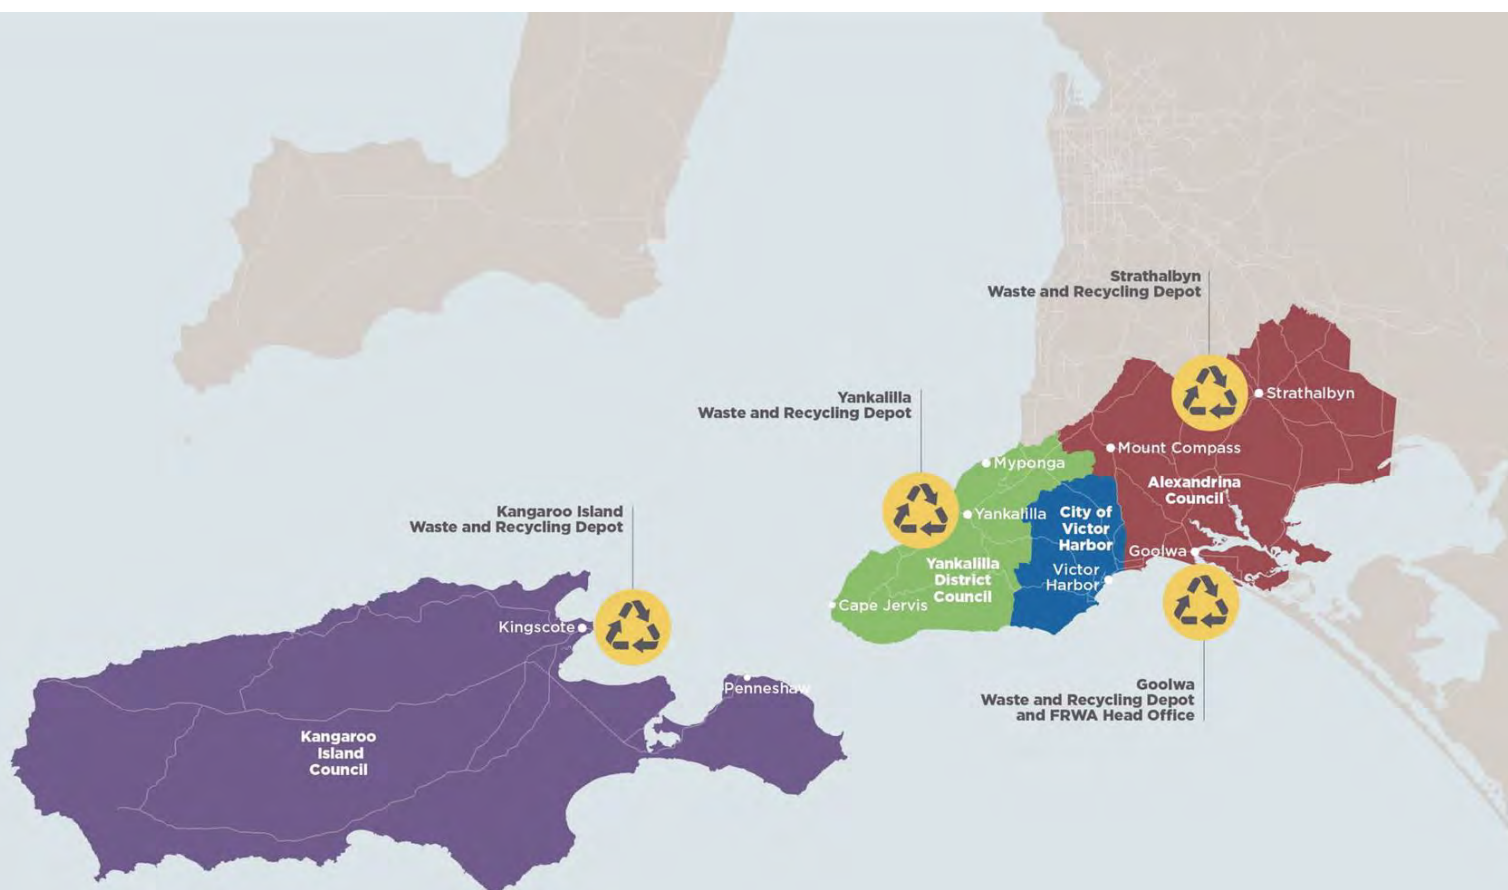 Strathalbyn
Waste and Recycling Depot
Strathalbyn
Yankalilla
Waste and Recycling Depot
Mount Compass
Myponga
Alexandrina
Council
Yankalilla
City of
Victor
Harbor
Kangaroo Island
Waste and Recycling Depot
Goolwa
Yankalilla
District
Council
Victor
Harbor
Cape Jervis
Kingscote
Penneshaw
Goolwa
Waste and Recycling Depot
and FRWA Head Office
Kangaroo
Island
Council